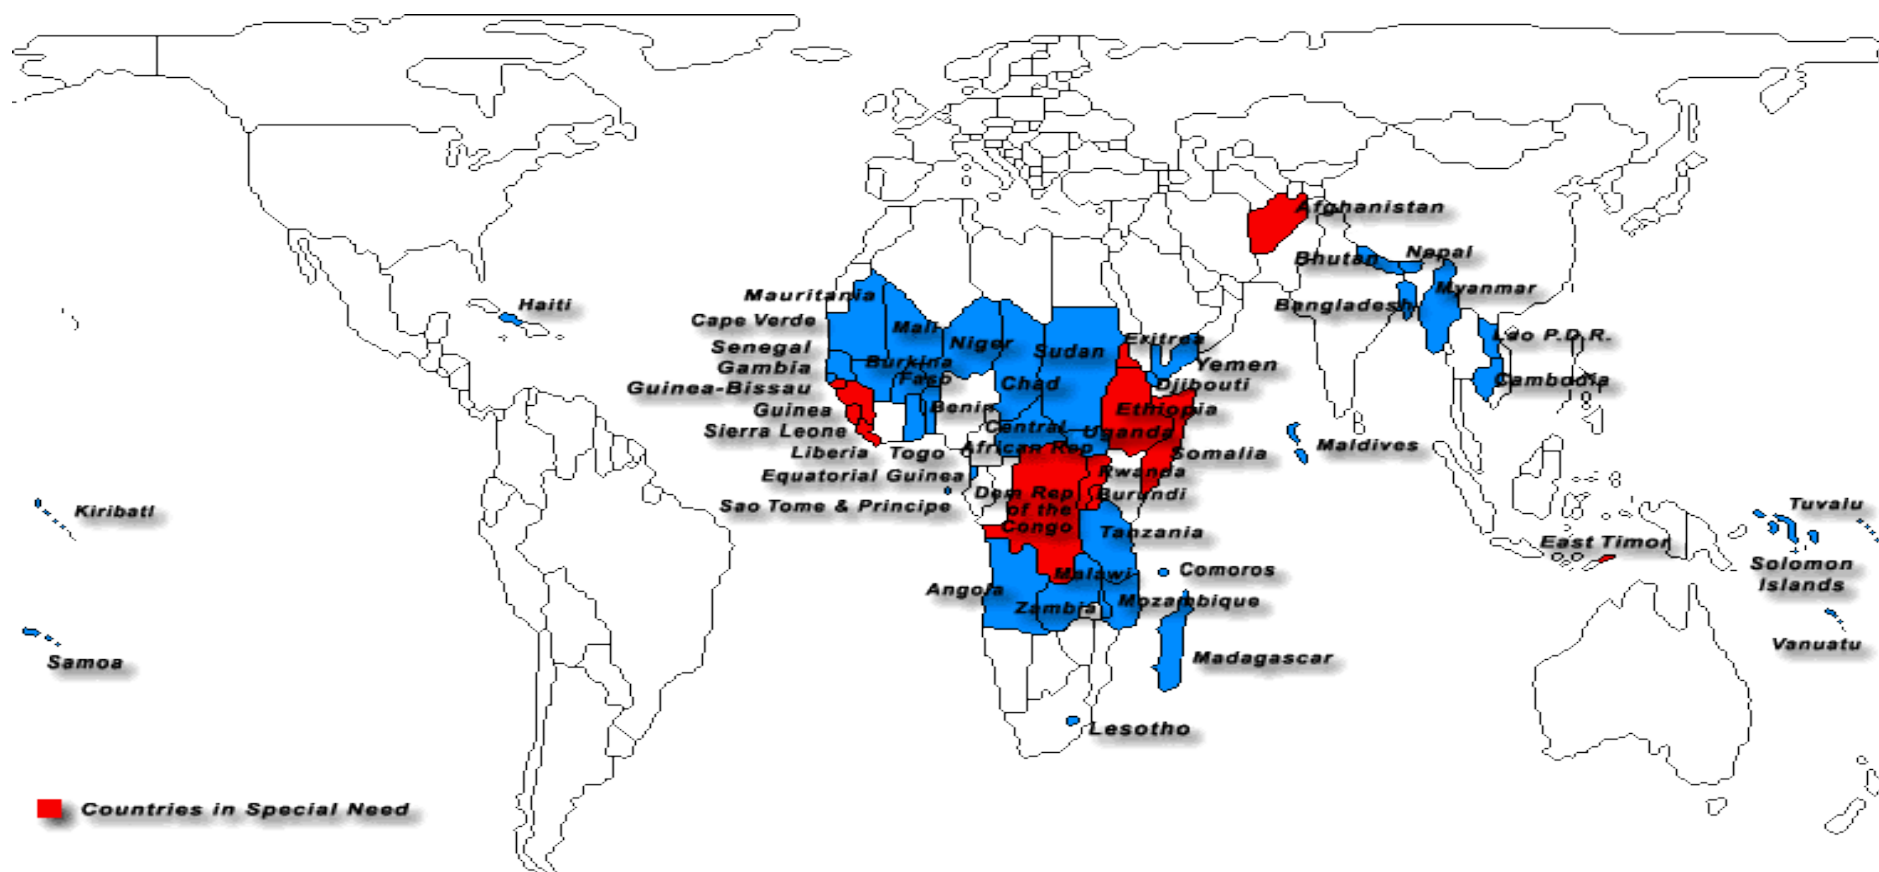 Afghanistan
Nepal
Bhutan
Myanmar
Bangladesh
Haiti
Mauritania
Cape Verde
Mali
Niger
Sudan
Eritrea
Lao P.D.R.
Senegal
Gambia
Burkina
Faso
Chad
Yemen
Djibouti
Cambodia
Guinea-Bissau
Guinea
Benin
Ethiopia
Sierra Leone
Central
African Rep
Uganda
Liberia
Togo
Somalia
Maldives
Equatorial Guinea
Rwanda
Dem Rep
of the
Congo
Burundi
Sao Tome & Principe
Kiribati
Tuvalu
Tanzania
East Timor
Solomon
Islands
Angola
Malawi
Comoros
Zambia
Mozambique
Vanuatu
Samoa
Madagascar
Lesotho
Countries in Special Need